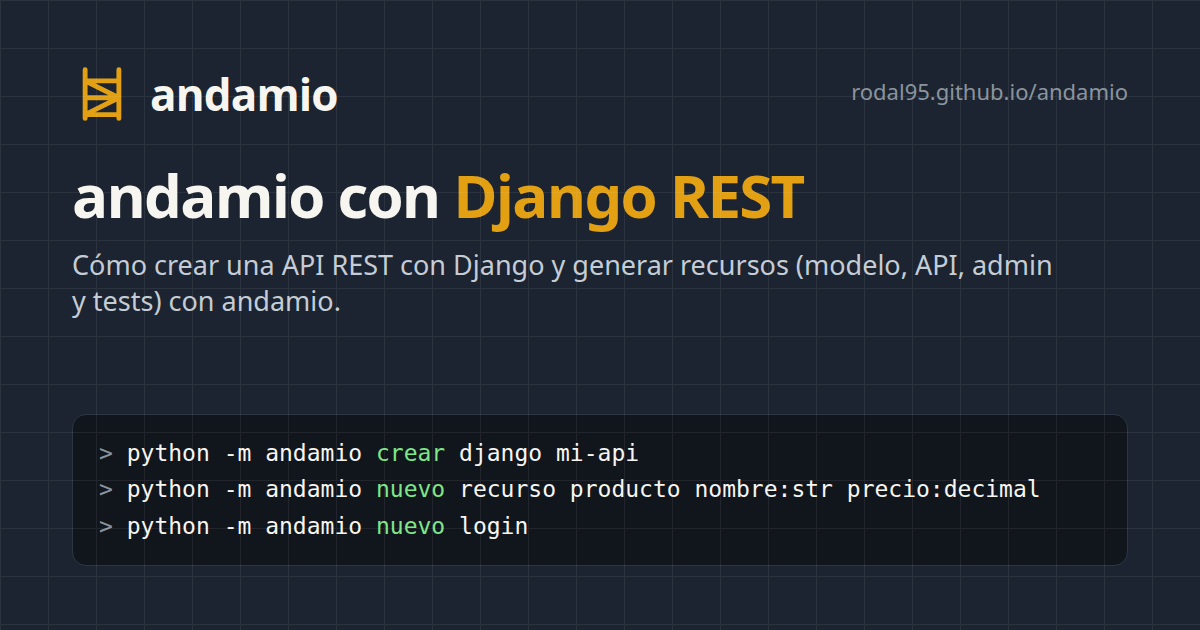 andamio
rodal95.github.io/andamio
andamio con Django REST
Cómo crear una API REST con Django y generar recursos (modelo, API, admin
y tests) con andamio.
> python -m andamio crear django mi-api
> python -m andamio nuevo recurso producto nombre:str precio:decimal
> python -m andamio nuevo login